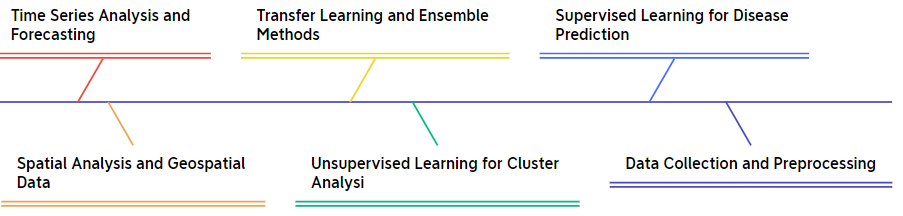 Time Series Analysis and
Forecasting
Transfer Learning and Ensemble
Methods
Supervised Learning for Disease
Prediction
Spatial Analysis and Geospatial
Data
Unsupervised Learning for Cluster
Analysi
Data Collection and Preprocessing